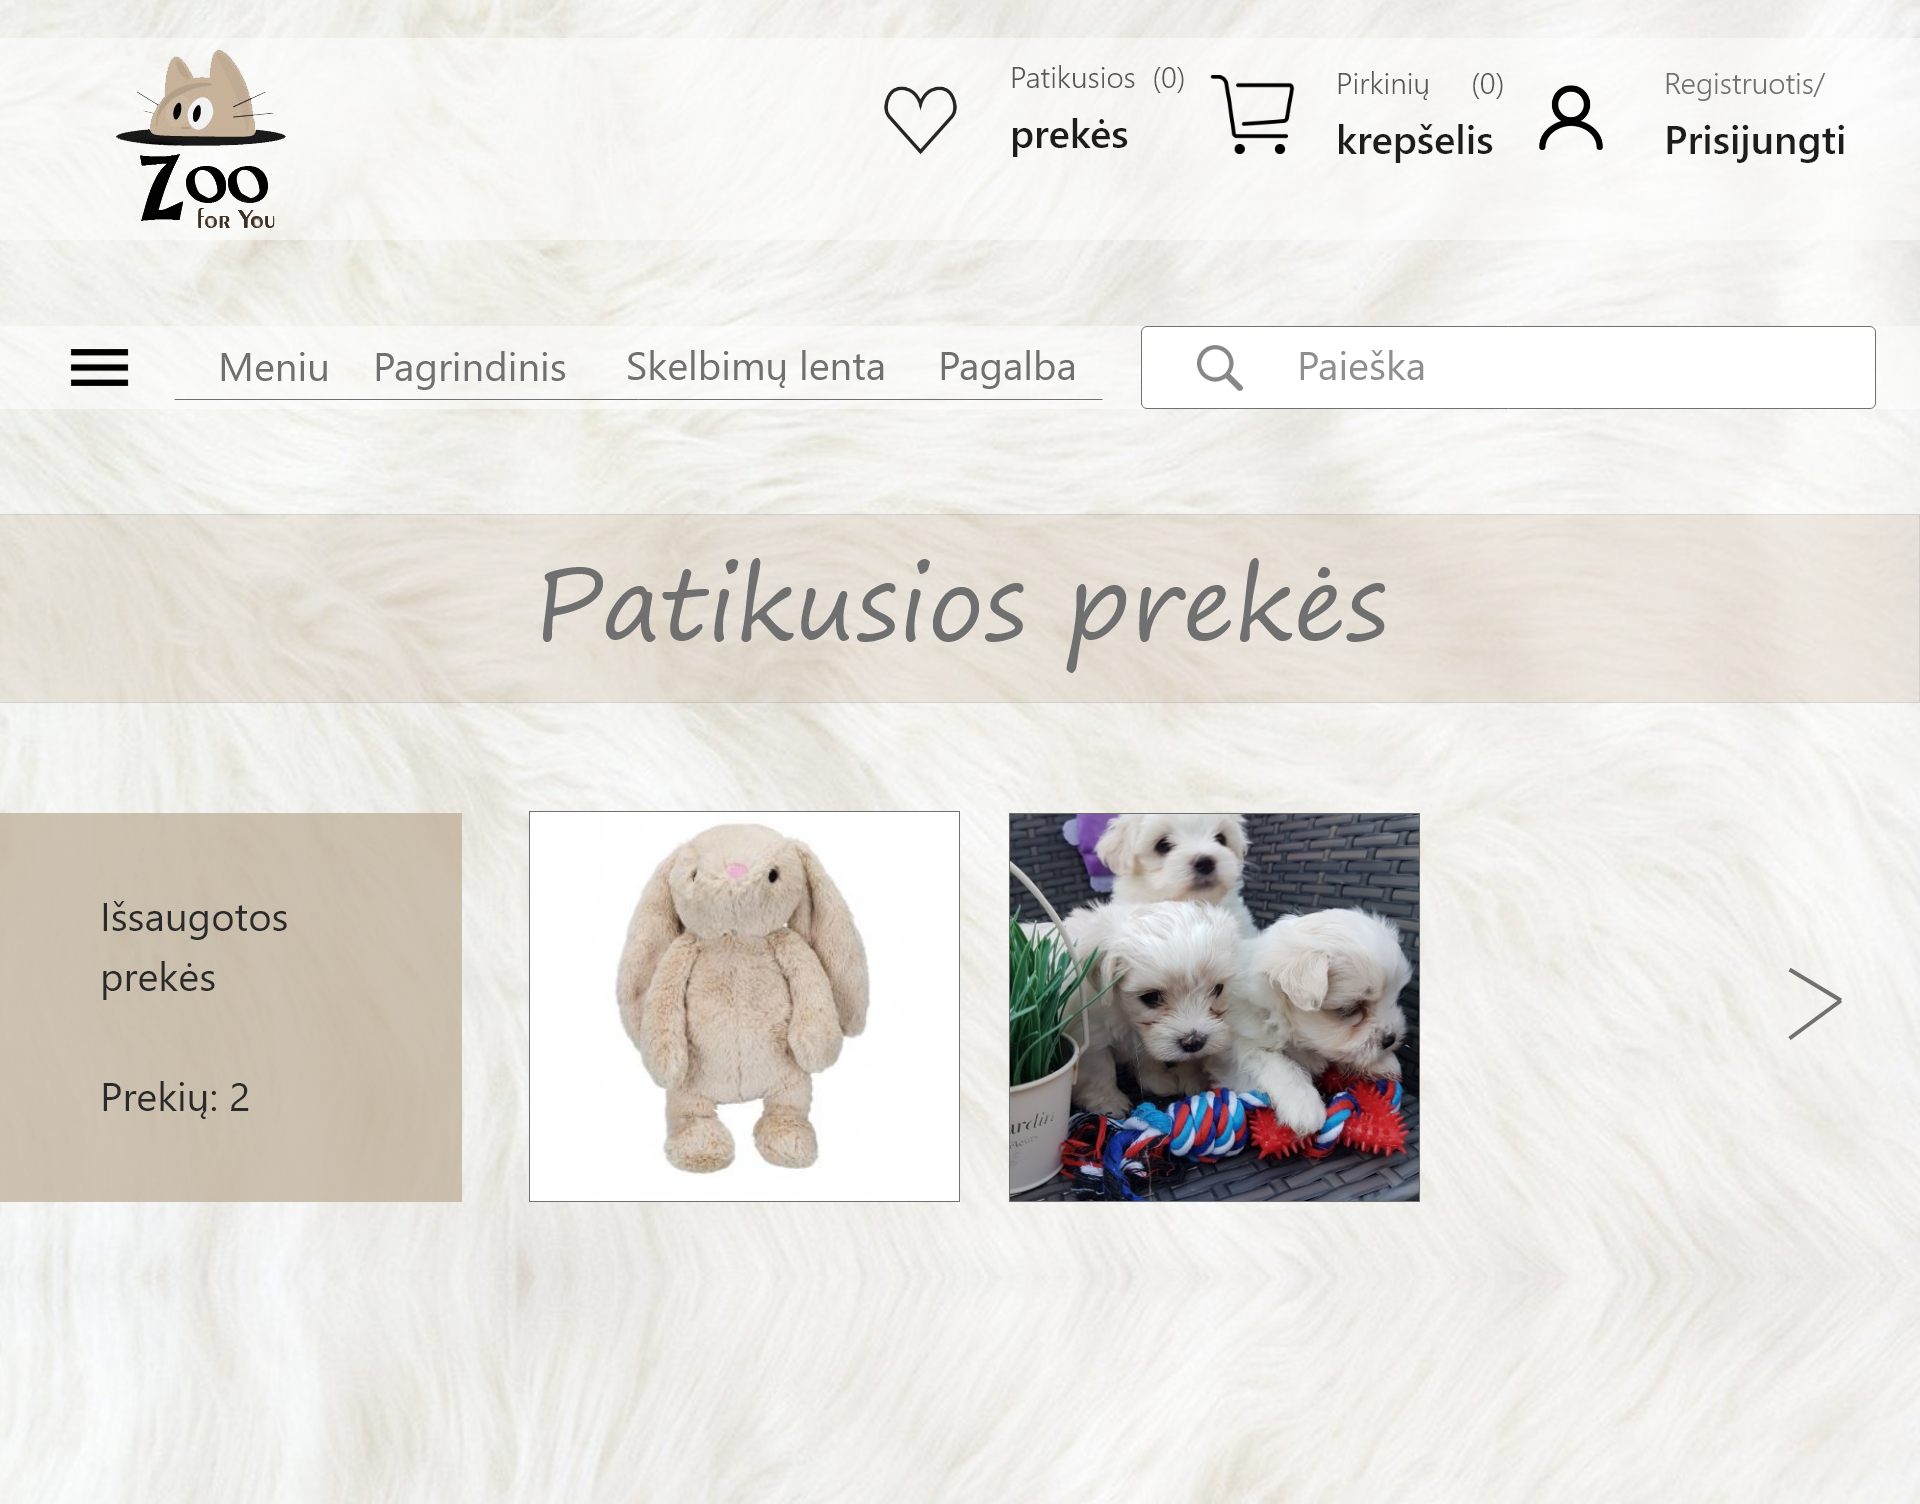 Zoo
for You
Patikusios (0)
prekės
Pirkinių (0)
krepšelis
Registruotis/
Prisijungti
Meniu Pagrindinis Skelbimų lenta Pagalba
Paieška
Patikusios prekės
Išsaugotos
prekės
Prekių: 2